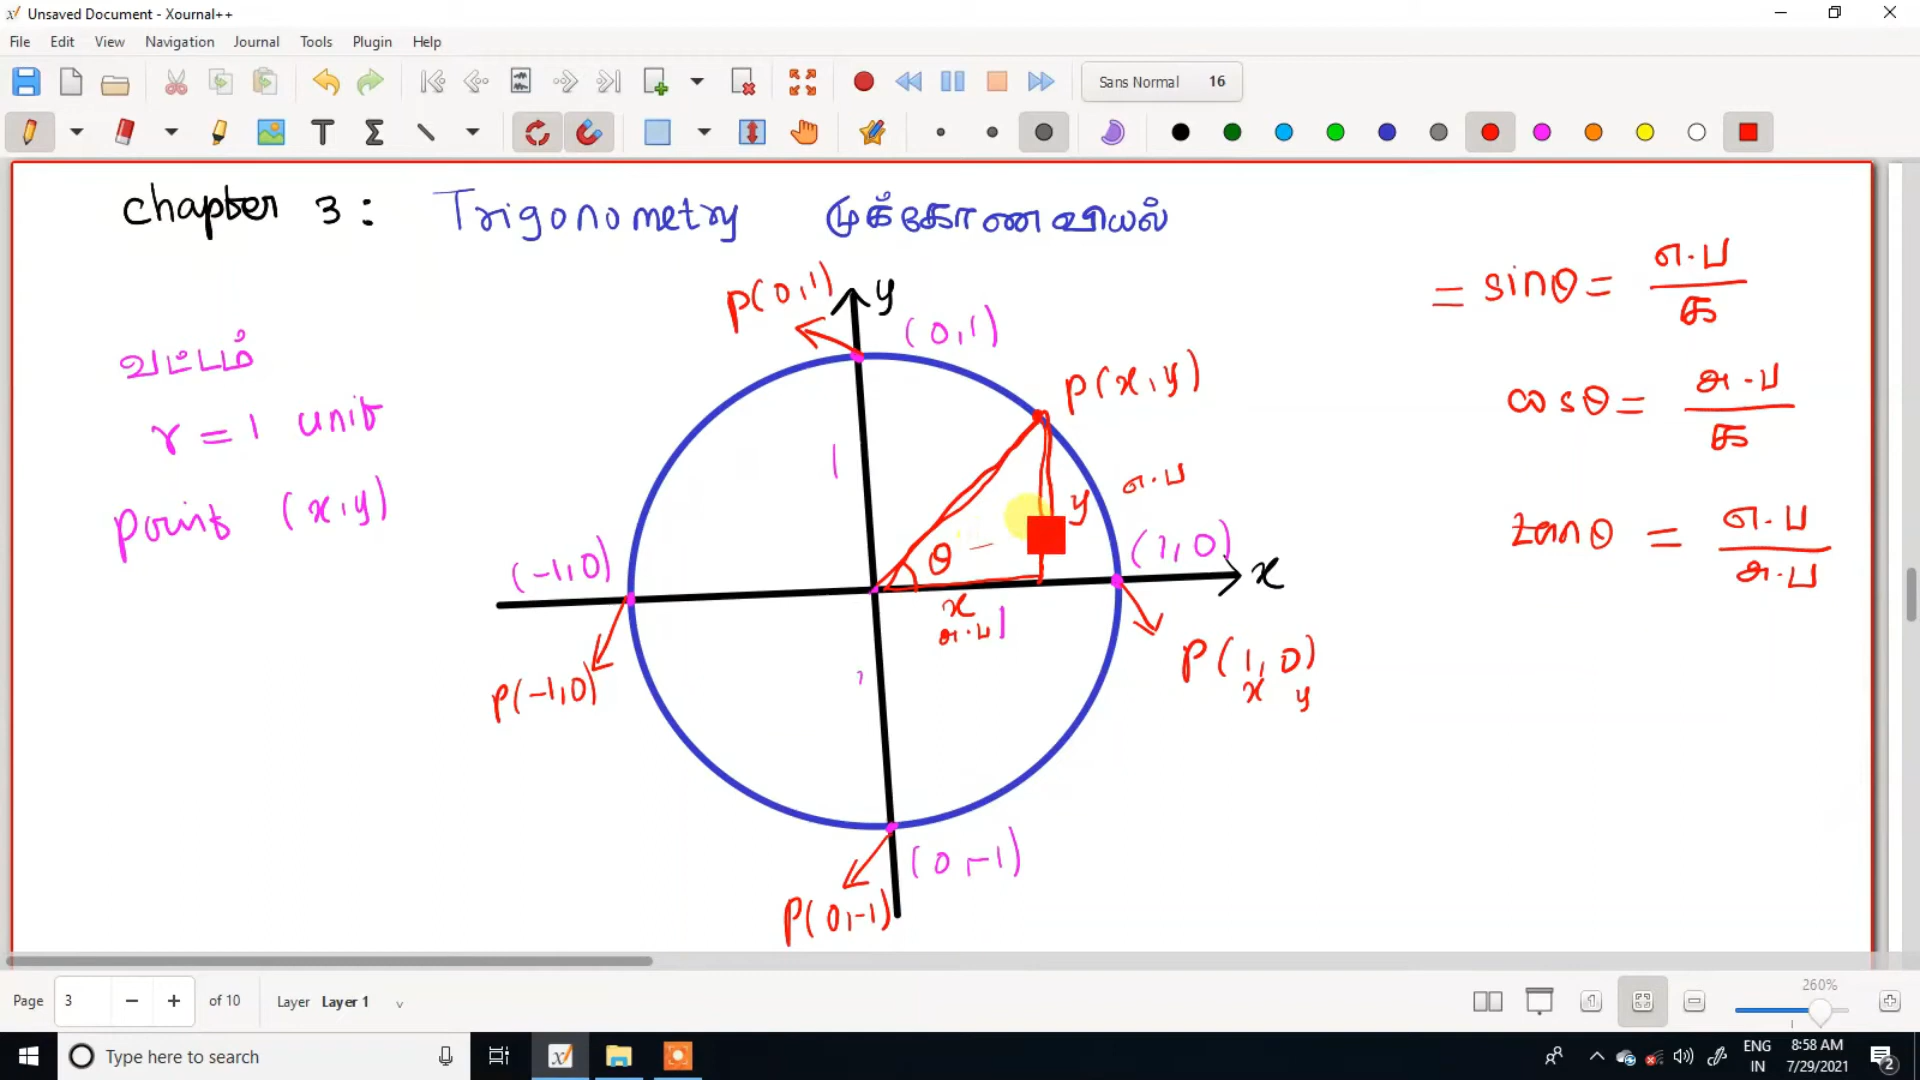 Unsaved Document - Xournal++
File Edit View Navigation Journal Tools Plugin Help
Sans Normal 16
chapter 3 : Trigonometry முக்கோணவியல்
வட்டம்
r = 1 unit
point (x,y)
P(0,1)
y
(0,1)
P(x,y)
1
y
எ.ப
θ
(-1,0)
(1,0)
x
x
அ.ப
1
P(-1,0)
P(1,0)
x y
(0,-1)
P(0,-1)
= sinθ = எ.ப
க
cosθ = அ.ப
க
tanθ = எ.ப
அ.ப
Page 3 of 10 Layer Layer 1
260%
Type here to search
ENG
IN
8:58 AM
7/29/2021
2